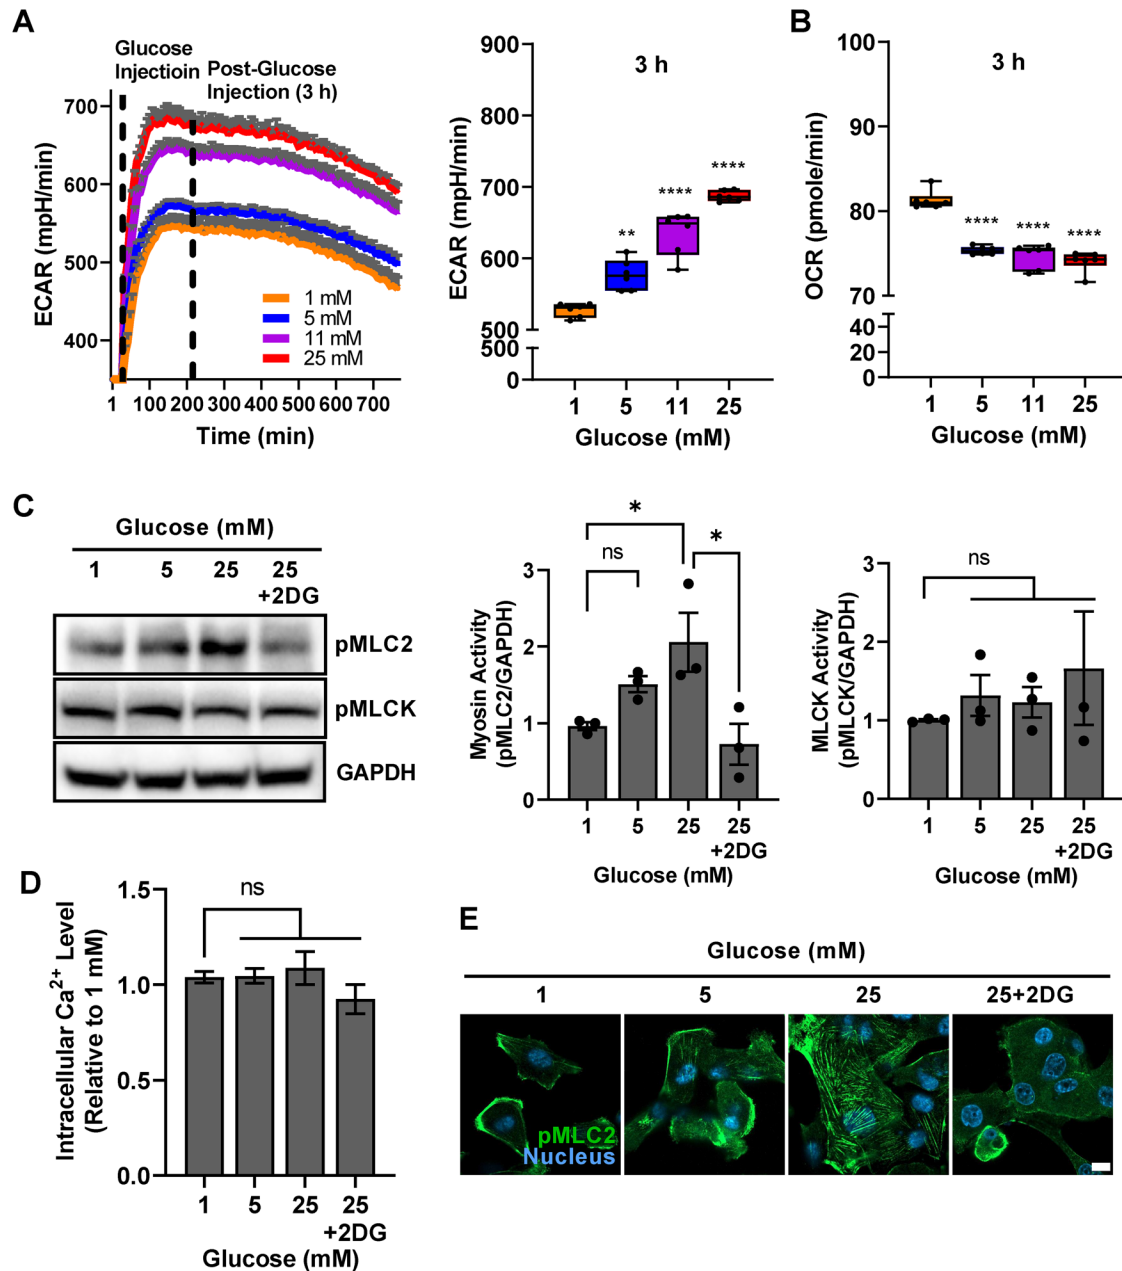 A
Glucose
Injectioin
Post-Glucose
Injection (3 h)
ECAR (mpH/min)
700
600
500
400
1 mM
5 mM
11 mM
25 mM
1 100 200 300 400 500 600 700
Time (min)
3 h
ECAR (mpH/min)
900
800
700
600
500
500
0
**
****
****
1 5 11 25
Glucose (mM)
B
3 h
OCR (pmole/min)
100
90
80
70
40
30
20
10
0
****
****
****
1 5 11 25
Glucose (mM)
C
Glucose (mM)
1 5 25 25
+2DG
pMLC2
pMLCK
GAPDH
Myosin Activity
(pMLC2/GAPDH)
3
2
1
0
ns
*
*
1 5 25 25
+2DG
Glucose (mM)
MLCK Activity
(pMLCK/GAPDH)
3
2
1
0
ns
1 5 25 25
+2DG
Glucose (mM)
D
Intracellular Ca2+ Level
(Relative to 1 mM)
1.5
1.0
0.5
0.0
ns
1 5 25 25
+2DG
Glucose (mM)
E
Glucose (mM)
1 5 25 25+2DG
pMLC2
Nucleus